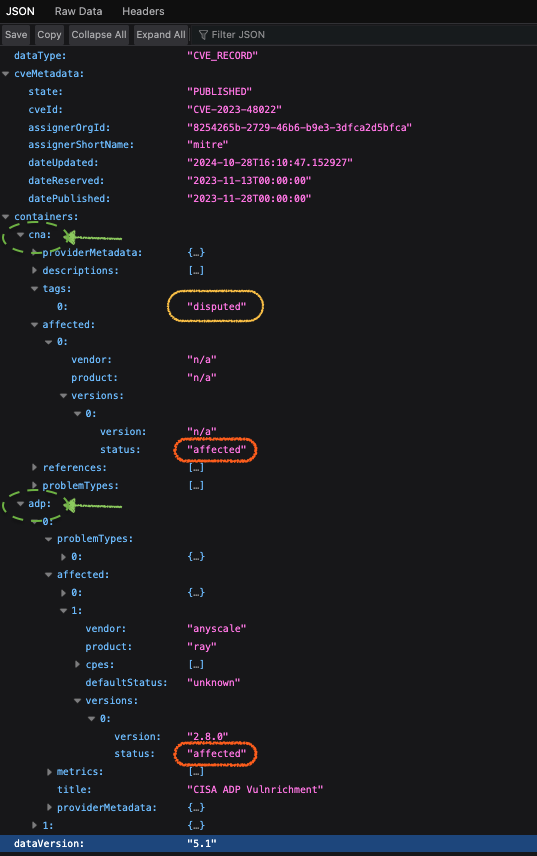 JSON Raw Data Headers
Save Copy Collapse All Expand All Filter JSON
dataType: "CVE_RECORD"
cveMetadata:
state: "PUBLISHED"
cveId: "CVE-2023-48022"
assignerOrgId: "8254265b-2729-46b6-b9e3-3dfca2d5bfca"
assignerShortName: "mitre"
dateUpdated: "2024-10-28T16:10:47.152927"
dateReserved: "2023-11-13T00:00:00"
datePublished: "2023-11-28T00:00:00"
containers:
cna:
providerMetadata: {…}
descriptions: […]
tags:
0: "disputed"
affected:
0:
vendor: "n/a"
product: "n/a"
versions:
0:
version: "n/a"
status: "affected"
references: […]
problemTypes: […]
adp:
0:
problemTypes:
0: {…}
affected:
0: {…}
1:
vendor: "anyscale"
product: "ray"
cpes: […]
defaultStatus: "unknown"
versions:
0:
version: "2.8.0"
status: "affected"
metrics: […]
title: "CISA ADP Vulnrichment"
providerMetadata: {…}
1: {…}
dataVersion: "5.1"